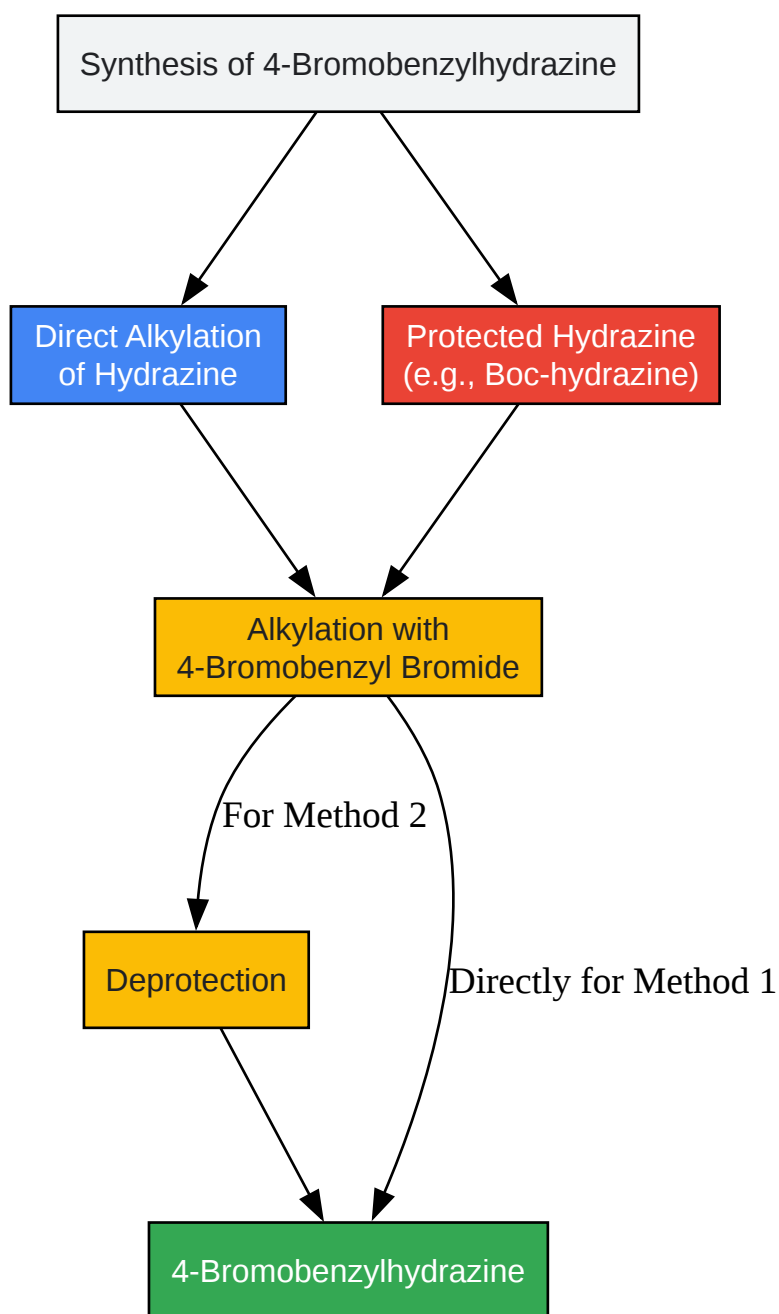 Synthesis of 4-Bromobenzylhydrazine
Direct Alkylation
of Hydrazine
Protected Hydrazine
(e.g., Boc-hydrazine)
Alkylation with
4-Bromobenzyl Bromide
For Method 2
Deprotection
Directly for Method 1
4-Bromobenzylhydrazine